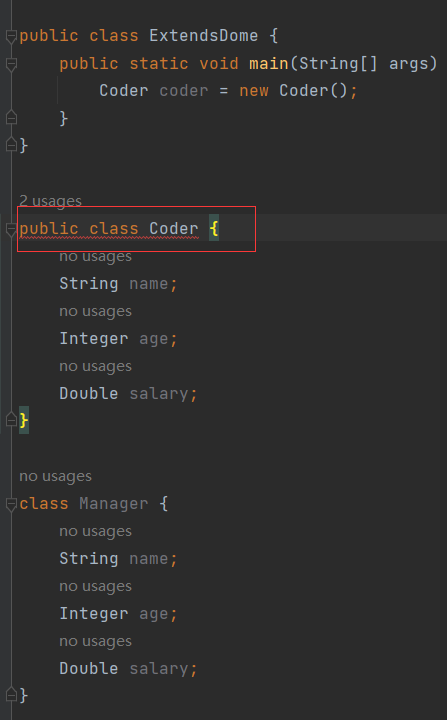 public class ExtendsDome {
public static void main(String[] args)
Coder coder = new Coder();
}
}
2 usages
public class Coder {
no usages
String name;
no usages
Integer age;
no usages
Double salary;
}
no usages
class Manager {
no usages
String name;
no usages
Integer age;
no usages
Double salary;
}